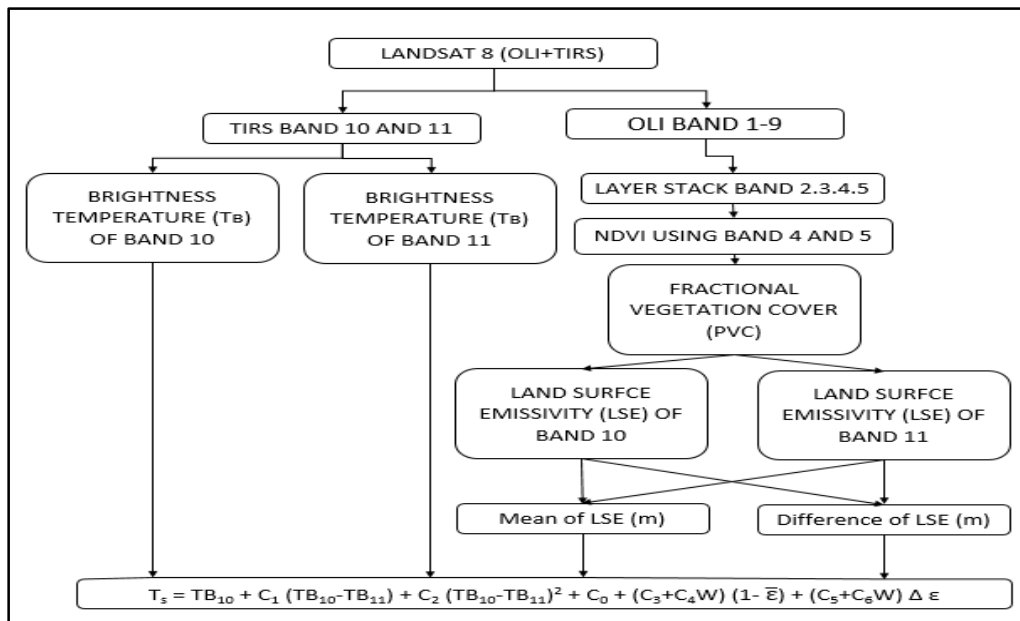 LANDSAT 8 (OLI+TIRS)
TIRS BAND 10 AND 11
OLI BAND 1-9
BRIGHTNESS
TEMPERATURE (TB)
OF BAND 10
BRIGHTNESS
TEMPERATURE (TB)
OF BAND 11
LAYER STACK BAND 2.3.4.5
NDVI USING BAND 4 AND 5
FRACTIONAL
VEGETATION COVER
(PVC)
LAND SURFCE
EMISSIVITY (LSE) OF
BAND 10
LAND SURFCE
EMISSIVITY (LSE) OF
BAND 11
Mean of LSE (m)
Difference of LSE (m)
Tₛ = TB₁₀ + C₁ (TB₁₀-TB₁₁) + C₂ (TB₁₀-TB₁₁)² + C₀ + (C₃+C₄W) (1- ε̅) + (C₅+C₆W) Δ ε